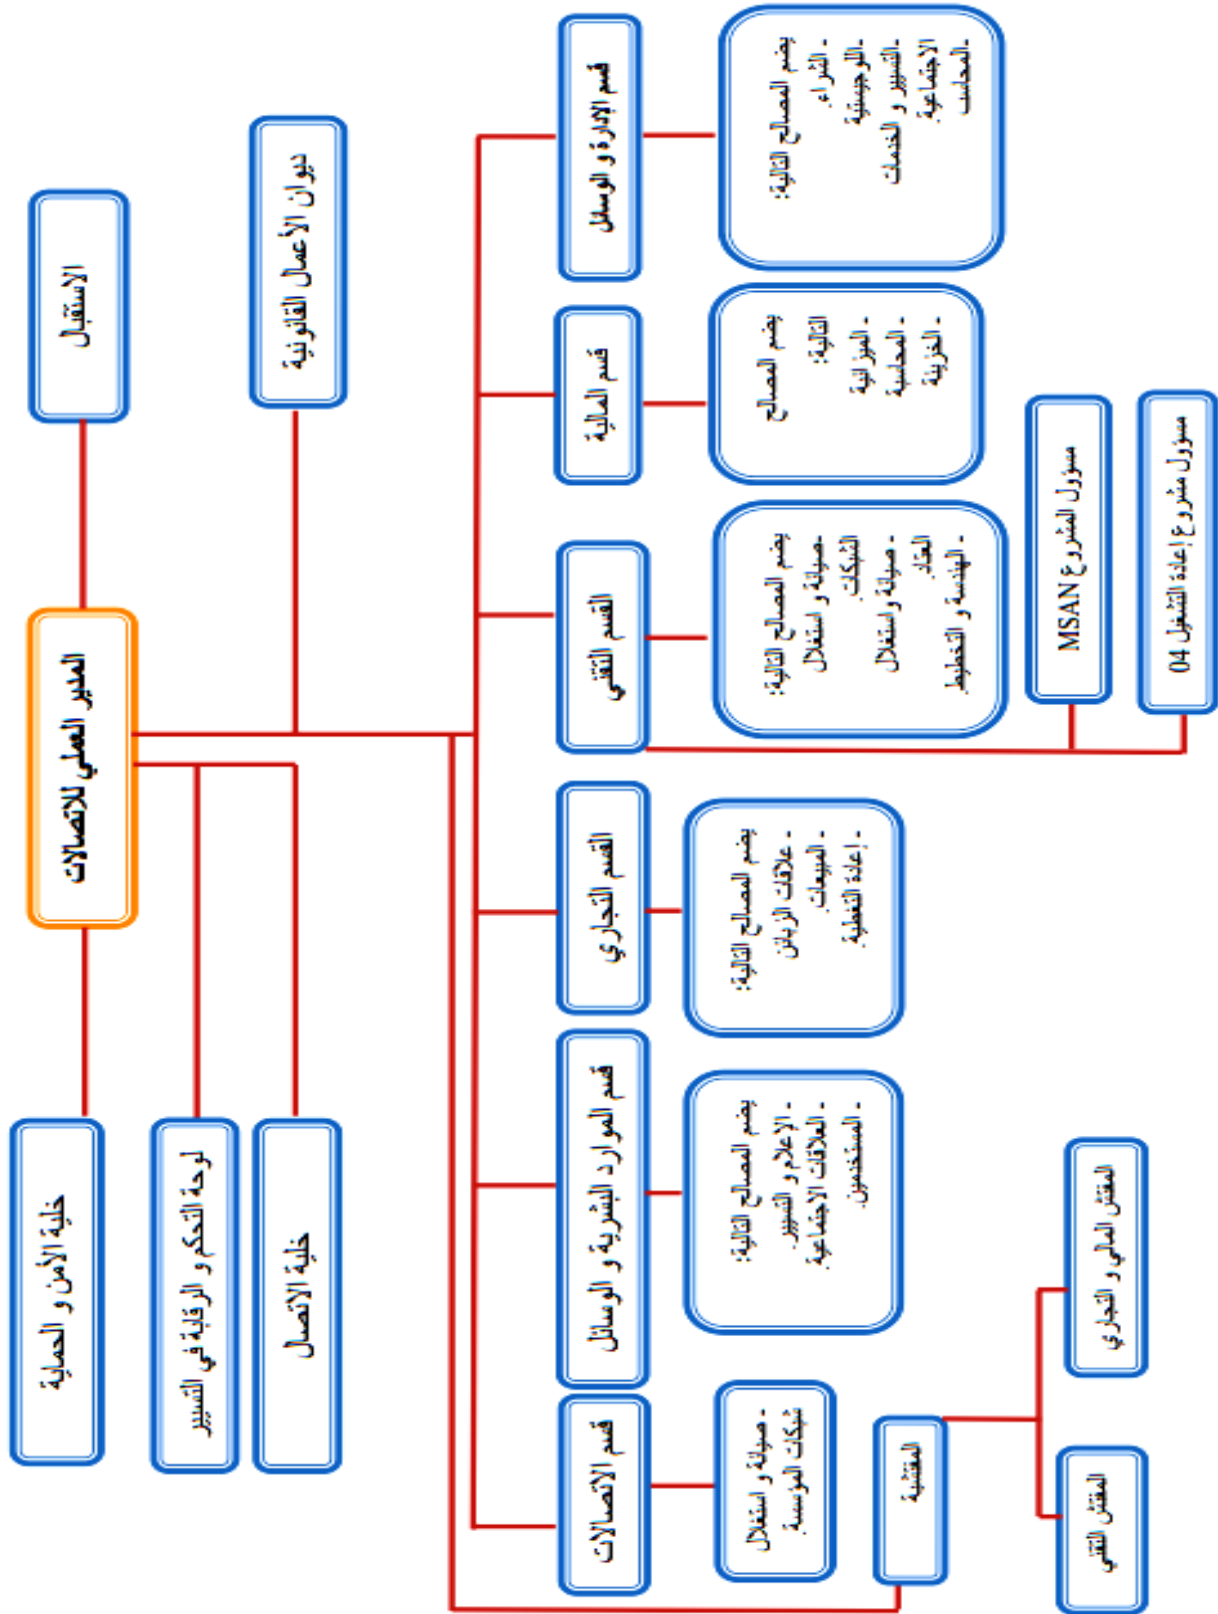 المدير العملي للاتصالات
الاستقبال
خلية الأمن و الحماية
ديوان الأعمال القانونية
لوحة التحكم و الرقابة في التسيير
خلية الاتصال
قسم الإدارة و الوسائل
يضم المصالح التالية:
- الشراء.
-اللوجيستية
-التسيير و الخدمات
الاجتماعية.
-المحاسب
قسم المالية
يضم المصالح
التالية:
- الميزانية
- المحاسبة
- الخزينة
القسم التقني
يضم المصالح التالية:
-صيانة و استغلال
الشبكات.
- صيانة و استغلال
العتاد.
- الهندسة و التخطيط.
مسؤول المشروع MSAN
مسؤول مشروع إعادة التشغيل 04
القسم التجاري
يضم المصالح التالية:
- علاقات الزبائن
- المبيعات.
- إعادة التغطية.
قسم الموارد البشرية و الوسائل
يضم المصالح التالية:
- الإعلام و التسيير.
- العلاقات الاجتماعية.
- المستخدمين.
قسم الاتصالات
- صيانة و استغلال
شبكات المؤسسة.
المفتشية
المفتش المالي و التجاري
المفتش التقني